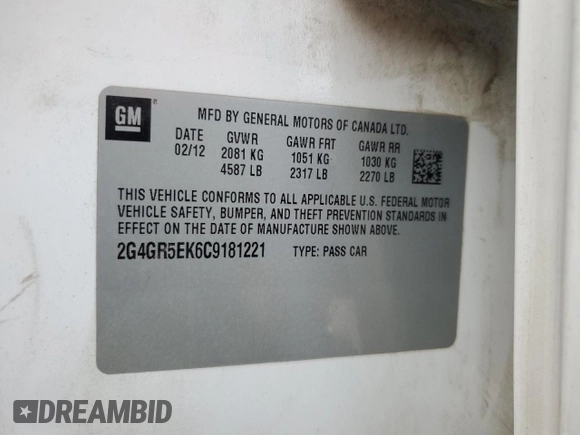 GM
MFD BY GENERAL MOTORS OF CANADA LTD.
DATE GVWR GAWR FRT GAWR RR
02/12 2081 KG 1051 KG 1030 KG
4587 LB 2317 LB 2270 LB
THIS VEHICLE CONFORMS TO ALL APPLICABLE U.S. FEDERAL MOTOR
VEHICLE SAFETY, BUMPER, AND THEFT PREVENTION STANDARDS IN
EFFECT ON THE DATE OF MANUFACTURE SHOWN ABOVE.
2G4GR5EK6C9181221 TYPE: PASS CAR
DREAMBID